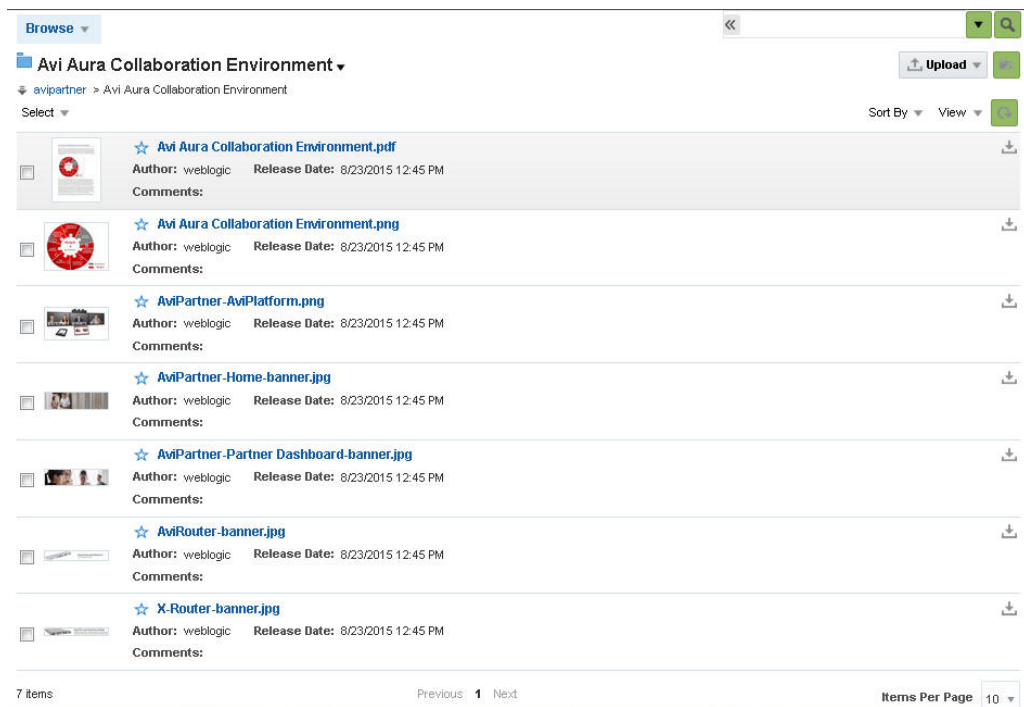 Browse
Avi Aura Collaboration Environment
Upload
avipartner > Avi Aura Collaboration Environment
Select
Sort By View
Avi Aura Collaboration Environment.pdf
Author: weblogic Release Date: 8/23/2015 12:45 PM
Comments:
Avi Aura Collaboration Environment.png
Author: weblogic Release Date: 8/23/2015 12:45 PM
Comments:
AviPartner-AviPlatform.png
Author: weblogic Release Date: 8/23/2015 12:45 PM
Comments:
AviPartner-Home-banner.jpg
Author: weblogic Release Date: 8/23/2015 12:45 PM
Comments:
AviPartner-Partner Dashboard-banner.jpg
Author: weblogic Release Date: 8/23/2015 12:45 PM
Comments:
AviRouter-banner.jpg
Author: weblogic Release Date: 8/23/2015 12:45 PM
Comments:
X-Router-banner.jpg
Author: weblogic Release Date: 8/23/2015 12:45 PM
Comments:
7 items Previous 1 Next Items Per Page 10